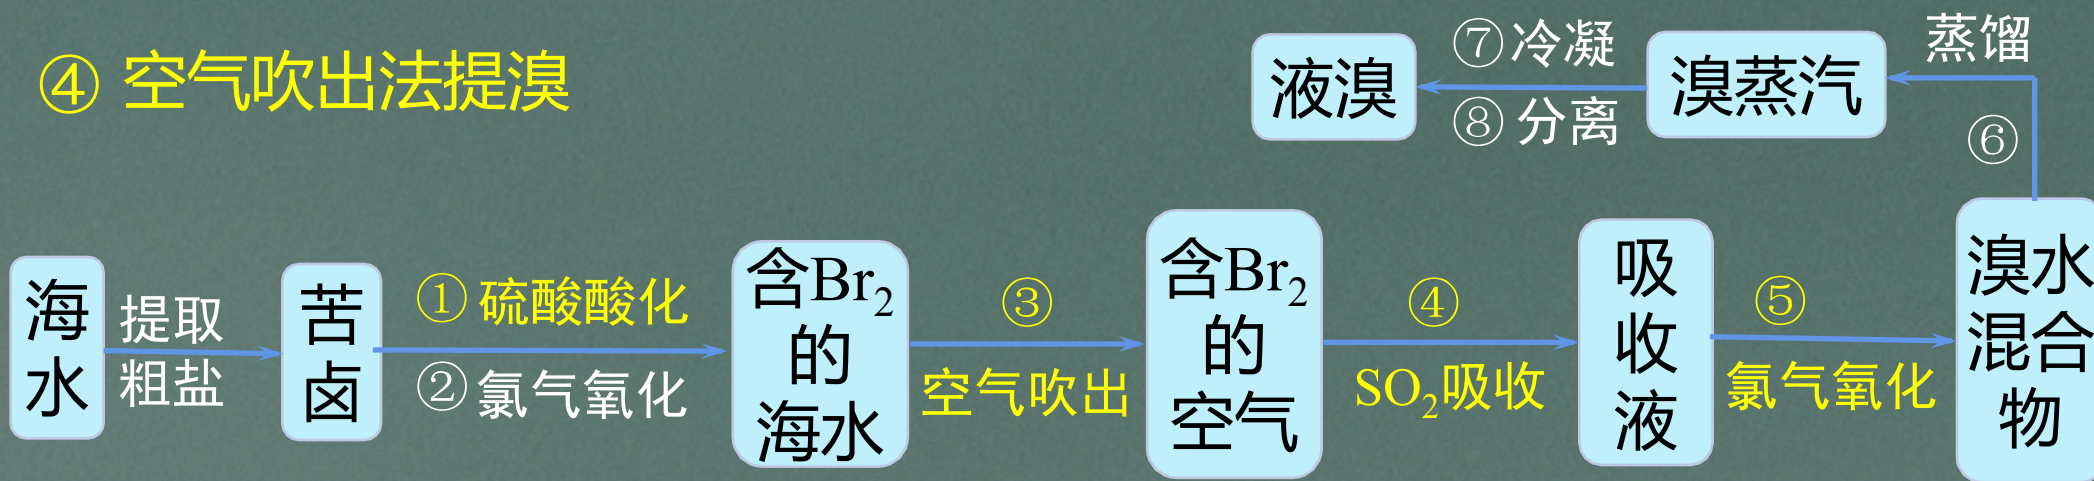 ④ 空气吹出法提溴
液溴
⑦冷凝
⑧分离
溴蒸汽
蒸馏
⑥
海
水
提取
粗盐
苦
卤
①硫酸酸化
②氯气氧化
含Br₂
的
海水
③
空气吹出
含Br₂
的
空气
④
SO₂吸收
吸
收
液
⑤
氯气氧化
溴水
混合
物